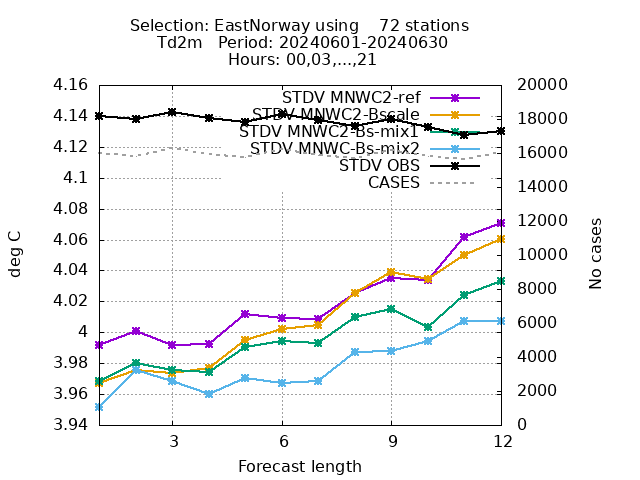 Selection: EastNorway using    72 stations
Td2m   Period: 20240601-20240630
Hours: 00,03,...,21
4.16
4.14
4.12
4.1
4.08
4.06
4.04
4.02
4
3.98
3.96
3.94
deg C
STDV MNWC2-ref
STDV MNWC2-Bscale
STDV MNWC2-Bs-mix1
STDV MNWC-Bs-mix2
STDV OBS
CASES
20000
18000
16000
14000
12000
10000
8000
6000
4000
2000
0
No cases
3 6 9 12
Forecast length